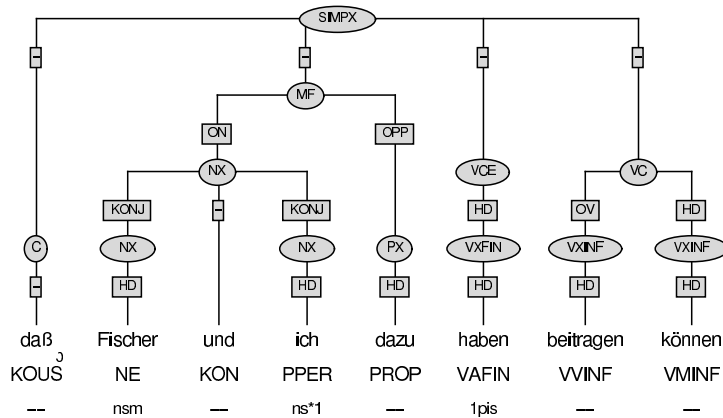 SIMPX
- - - -
MF
ON OPP
NX VCE VC
KONJ - KONJ HD OV HD
C NX NX PX VXFIN VXINF VXINF
- HD HD HD HD HD HD
daß Fischer und ich dazu haben beitragen können
KOUS NE KON PPER PROP VAFIN VVINF VMINF
-- nsm -- ns*1 -- 1pis -- --